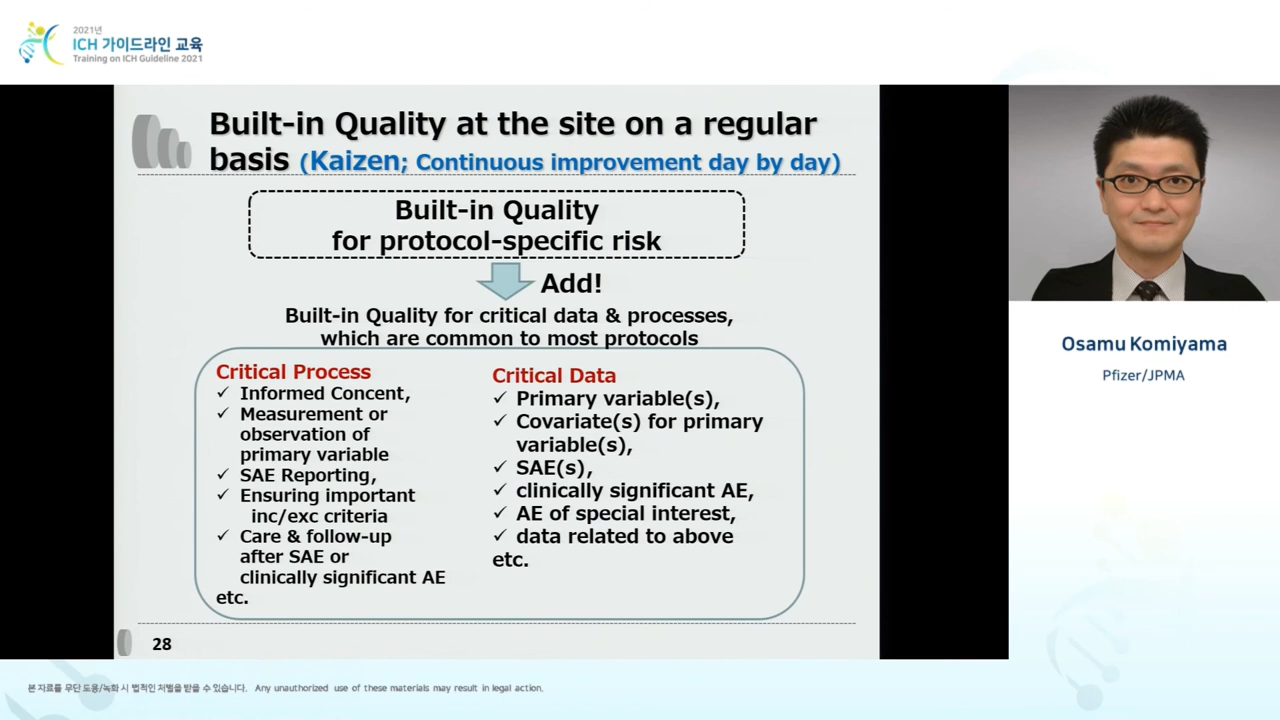 2021년
ICH 가이드라인 교육
Training on ICH Guideline 2021
Built-in Quality at the site on a regular
basis (Kaizen; Continuous improvement day by day)
Built-in Quality
for protocol-specific risk
Add!
Built-in Quality for critical data & processes,
which are common to most protocols
Critical Process
✓ Informed Concent,
✓ Measurement or
observation of
primary variable
✓ SAE Reporting,
✓ Ensuring important
inc/exc criteria
✓ Care & follow-up
after SAE or
clinically significant AE
etc.
Critical Data
✓ Primary variable(s),
✓ Covariate(s) for primary
variable(s),
✓ SAE(s),
✓ clinically significant AE,
✓ AE of special interest,
✓ data related to above
etc.
28
Osamu Komiyama
Pfizer/JPMA
본 자료를 무단 도용/녹화 시 법적인 처벌을 받을 수 있습니다. Any unauthorized use of these materials may result in legal action.